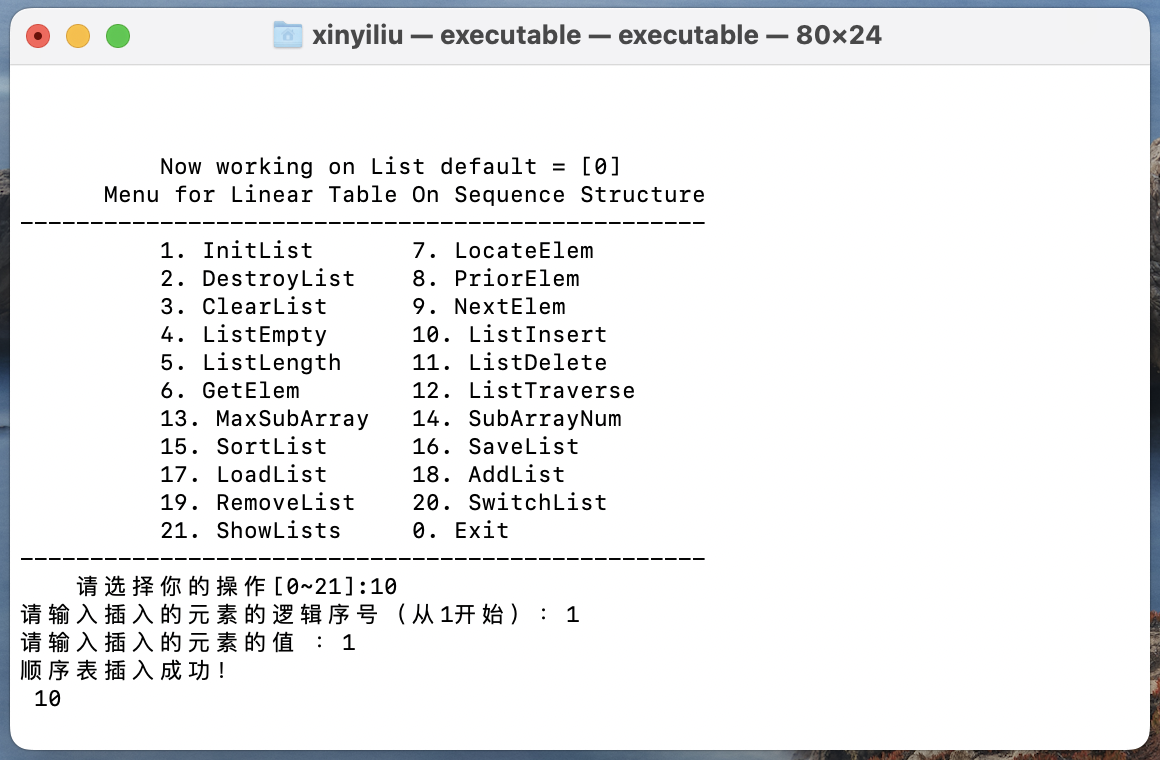 xinyiliu — executable — executable — 80×24
Now working on List default = [0]
Menu for Linear Table On Sequence Structure
-------------------------------------------------
1. InitList 7. LocateElem
2. DestroyList 8. PriorElem
3. ClearList 9. NextElem
4. ListEmpty 10. ListInsert
5. ListLength 11. ListDelete
6. GetElem 12. ListTraverse
13. MaxSubArray 14. SubArrayNum
15. SortList 16. SaveList
17. LoadList 18. AddList
19. RemoveList 20. SwitchList
21. ShowLists 0. Exit
-------------------------------------------------
请选择你的操作[0~21]:10
请输入插入的元素的逻辑序号（从1开始）：1
请输入插入的元素的值 ：1
顺序表插入成功！
10